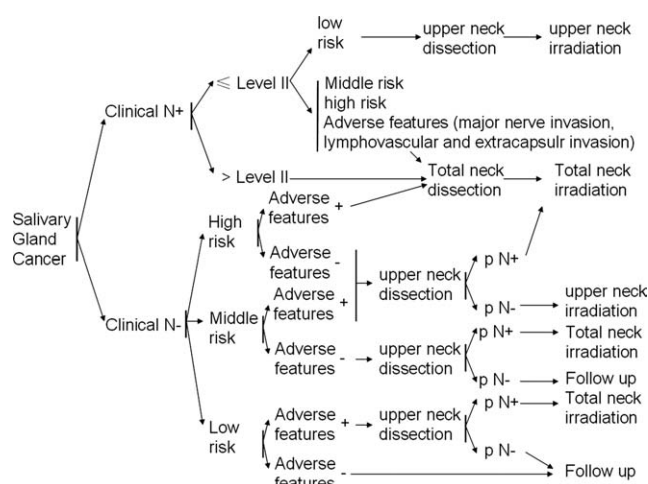 Salivary
Gland
Cancer
Clinical N+
≤ Level II
low
risk
upper neck
dissection
upper neck
irradiation
Middle risk
high risk
Adverse features (major nerve invasion,
lymphovascular and extracapsulr invasion)
> Level II
Total neck
dissection
Total neck
irradiation
Clinical N-
High
risk
Adverse
features +
Adverse
features -
Middle
risk
Adverse
features +
upper neck
dissection
p N+
p N-
upper neck
irradiation
Adverse
features -
upper neck
dissection
p N+
Total neck
irradiation
p N-
Follow up
Low
risk
Adverse
features +
upper neck
dissection
p N+
Total neck
irradiation
p N-
Adverse
features -
Follow up